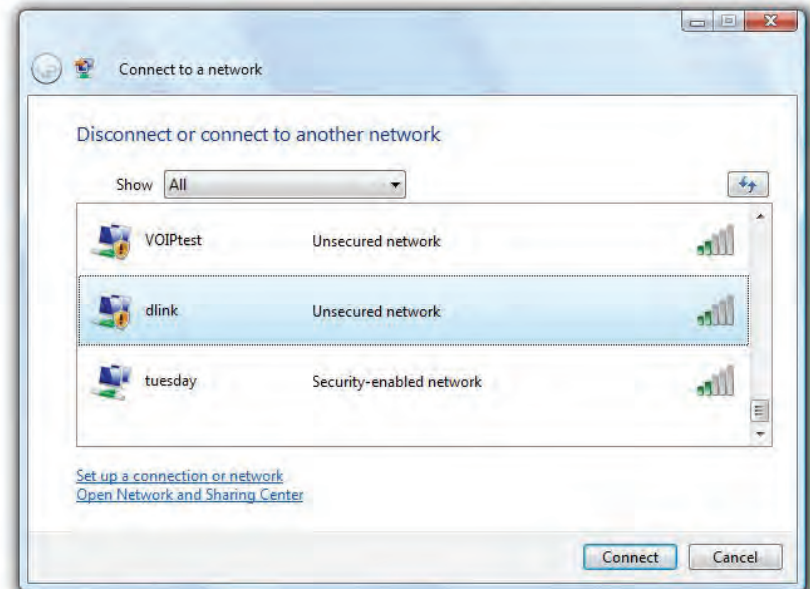 Connect to a network
Disconnect or connect to another network
Show All
VOIPtest Unsecured network
dlink Unsecured network
tuesday Security-enabled network
Set up a connection or network
Open Network and Sharing Center
Connect Cancel